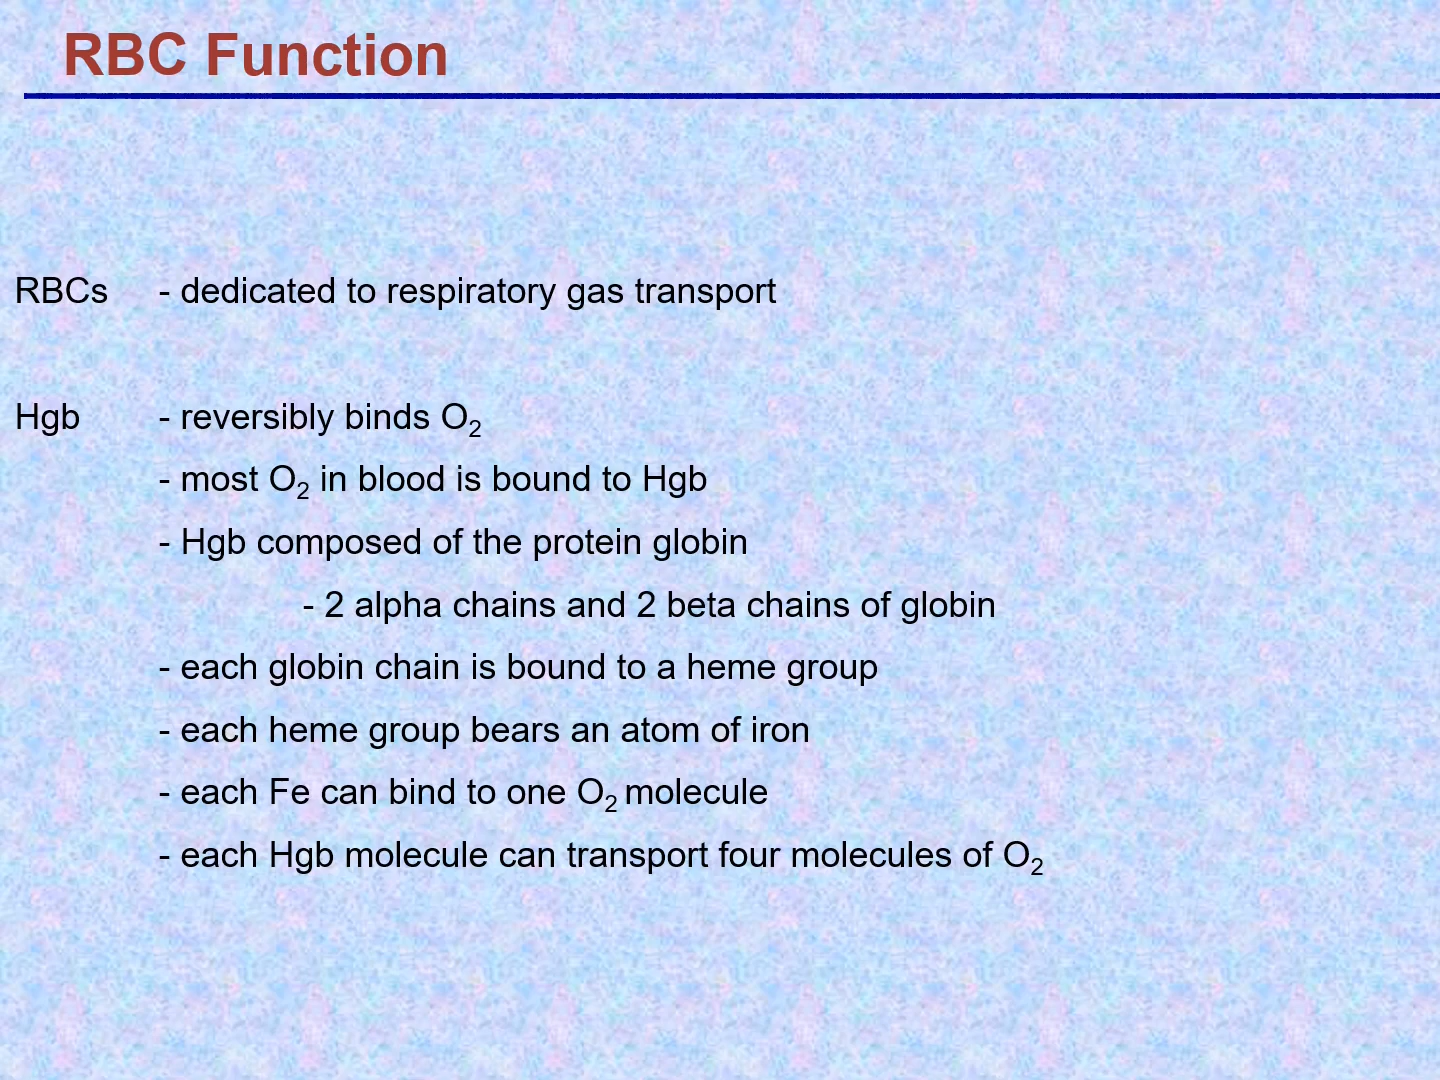 RBC Function
RBCs - dedicated to respiratory gas transport
Hgb - reversibly binds O₂
- most O₂ in blood is bound to Hgb
- Hgb composed of the protein globin
- 2 alpha chains and 2 beta chains of globin
- each globin chain is bound to a heme group
- each heme group bears an atom of iron
- each Fe can bind to one O₂ molecule
- each Hgb molecule can transport four molecules of O₂